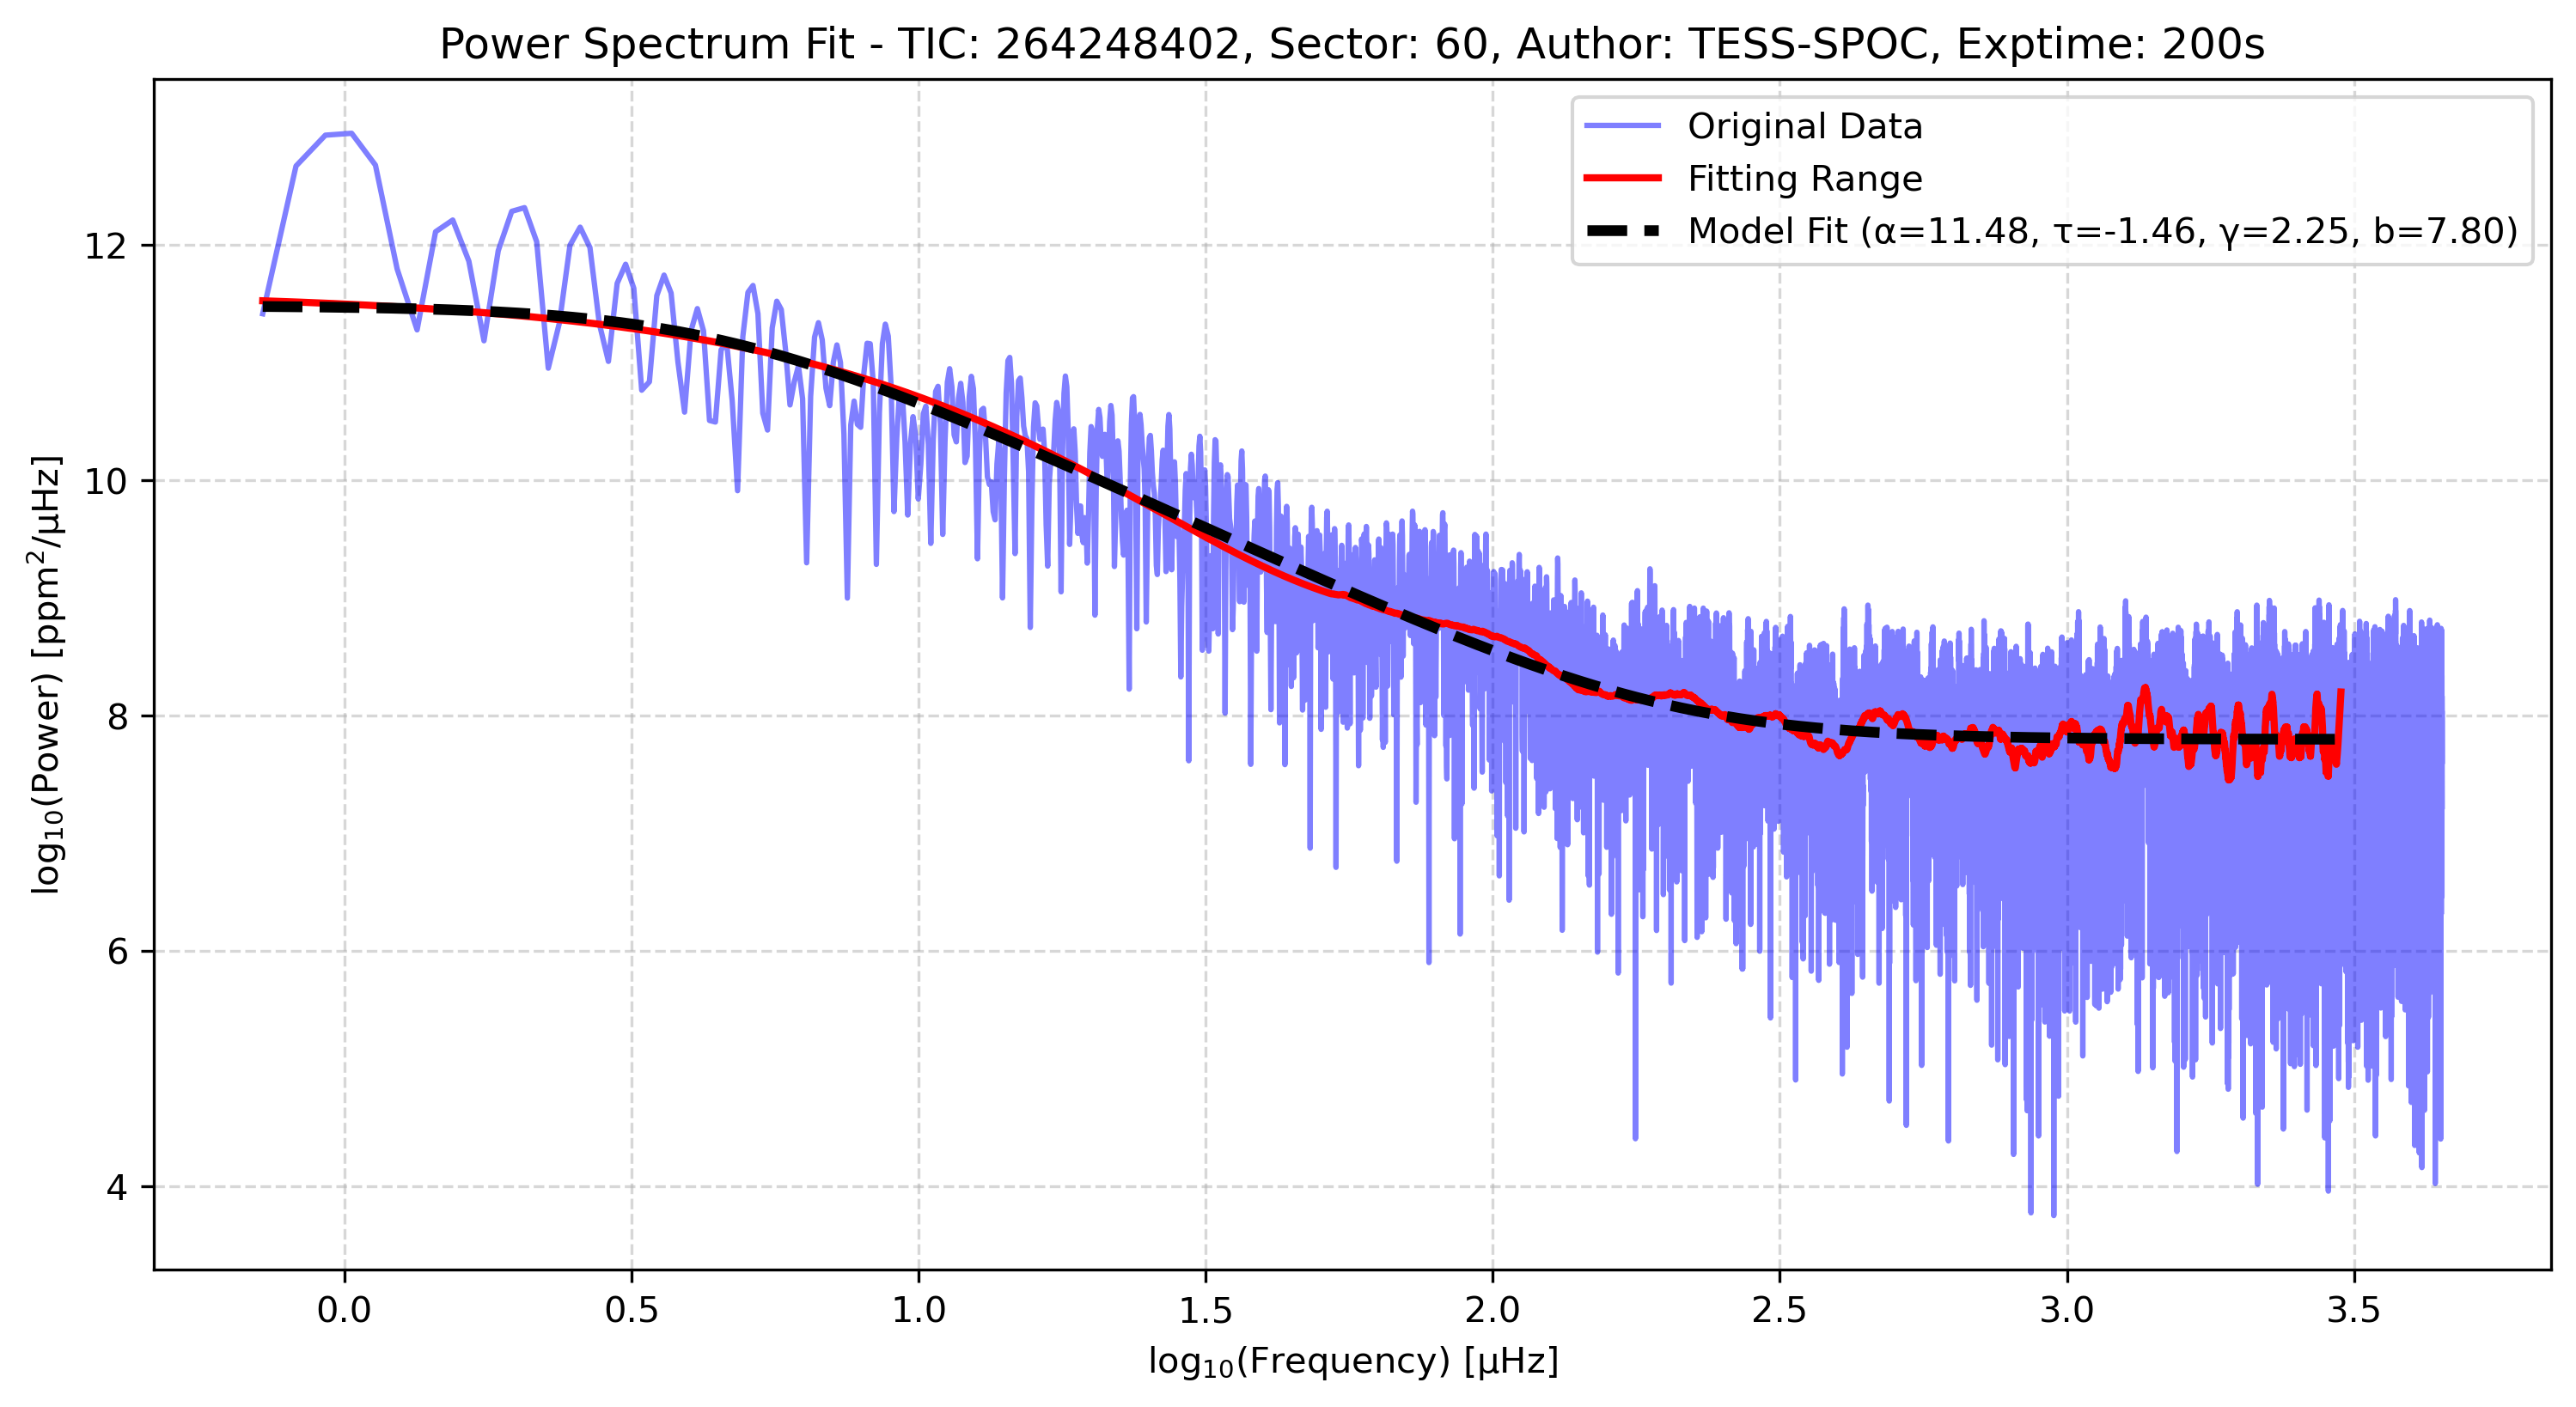 Power Spectrum Fit - TIC: 264248402, Sector: 60, Author: TESS-SPOC, Exptime: 200s
Original Data
Fitting Range
Model Fit (α=11.48, τ=-1.46, γ=2.25, b=7.80)
log₁₀(Power) [ppm²/μHz]
12
10
8
6
4
0.0 0.5 1.0 1.5 2.0 2.5 3.0 3.5
log₁₀(Frequency) [μHz]